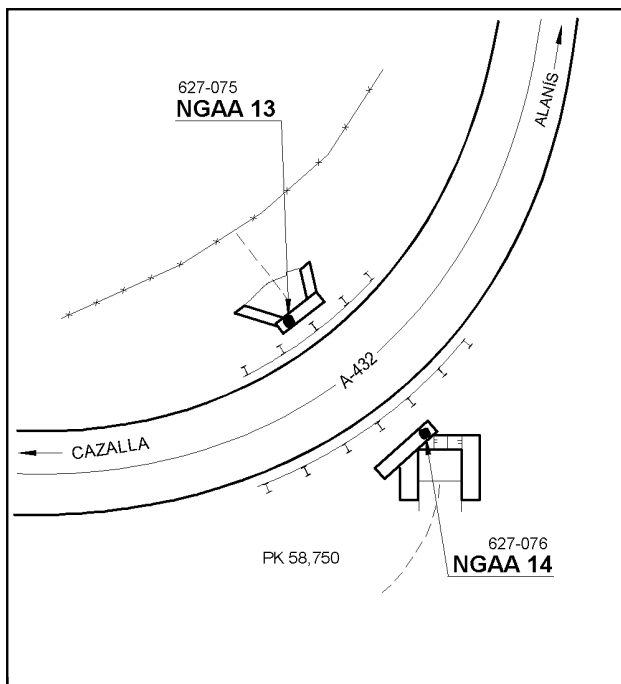 627-075
NGAA 13
ALANÍS
A-432
CAZALLA
PK 58,750
627-076
NGAA 14